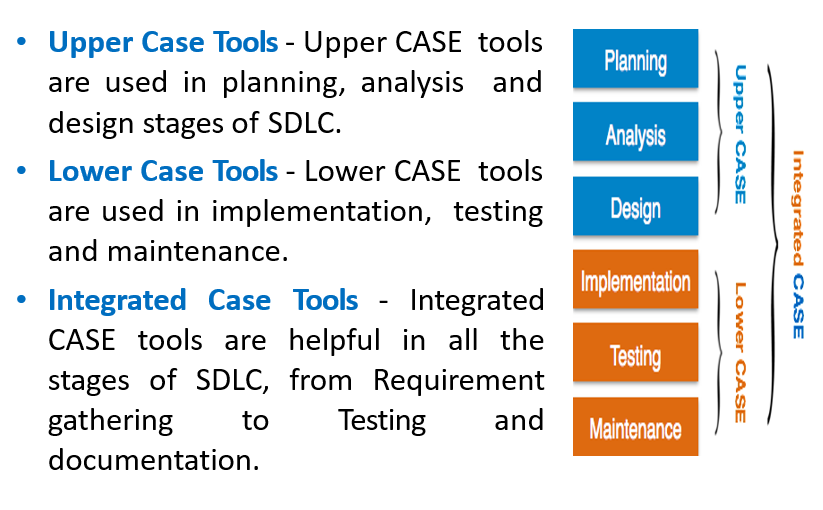 • Upper Case Tools - Upper CASE tools
are used in planning, analysis and
design stages of SDLC.
• Lower Case Tools - Lower CASE tools
are used in implementation, testing
and maintenance.
• Integrated Case Tools - Integrated
CASE tools are helpful in all the
stages of SDLC, from Requirement
gathering to Testing and
documentation.
Planning
Analysis
Design
Implementation
Testing
Maintenance
Upper CASE
Lower CASE
Integrated CASE